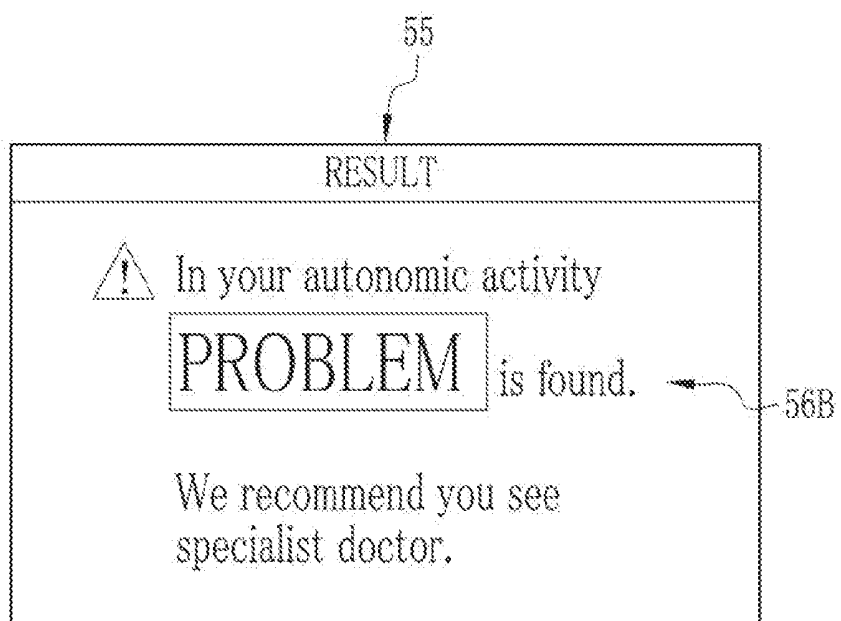 55
RESULT
In your autonomic activity
PROBLEM is found.
56B
We recommend you see
specialist doctor.